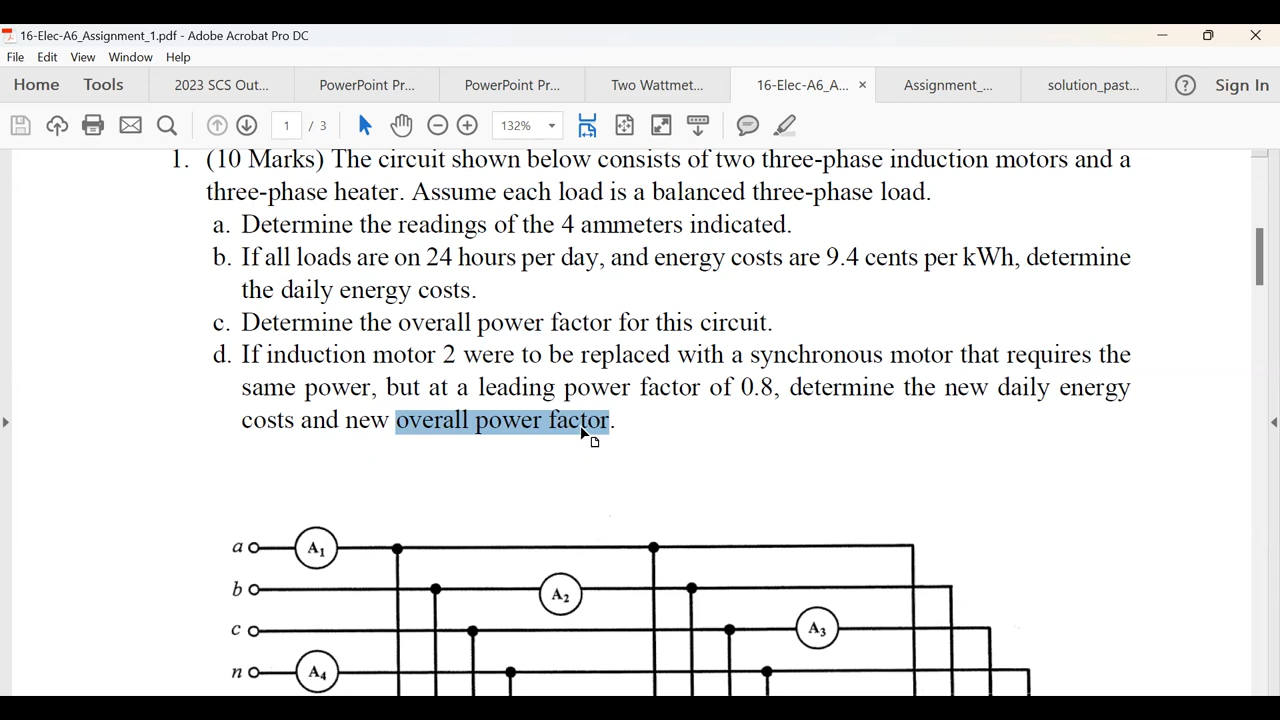 16-Elec-A6_Assignment_1.pdf - Adobe Acrobat Pro DC
File Edit View Window Help
Home Tools 2023 SCS Out... PowerPoint Pr... PowerPoint Pr... Two Wattmet... 16-Elec-A6_A... × Assignment_... solution_past... ? Sign In
1 / 3 132%
1. (10 Marks) The circuit shown below consists of two three-phase induction motors and a
three-phase heater. Assume each load is a balanced three-phase load.
a. Determine the readings of the 4 ammeters indicated.
b. If all loads are on 24 hours per day, and energy costs are 9.4 cents per kWh, determine
the daily energy costs.
c. Determine the overall power factor for this circuit.
d. If induction motor 2 were to be replaced with a synchronous motor that requires the
same power, but at a leading power factor of 0.8, determine the new daily energy
costs and new overall power factor.
a A1
b A2
c A3
n A4